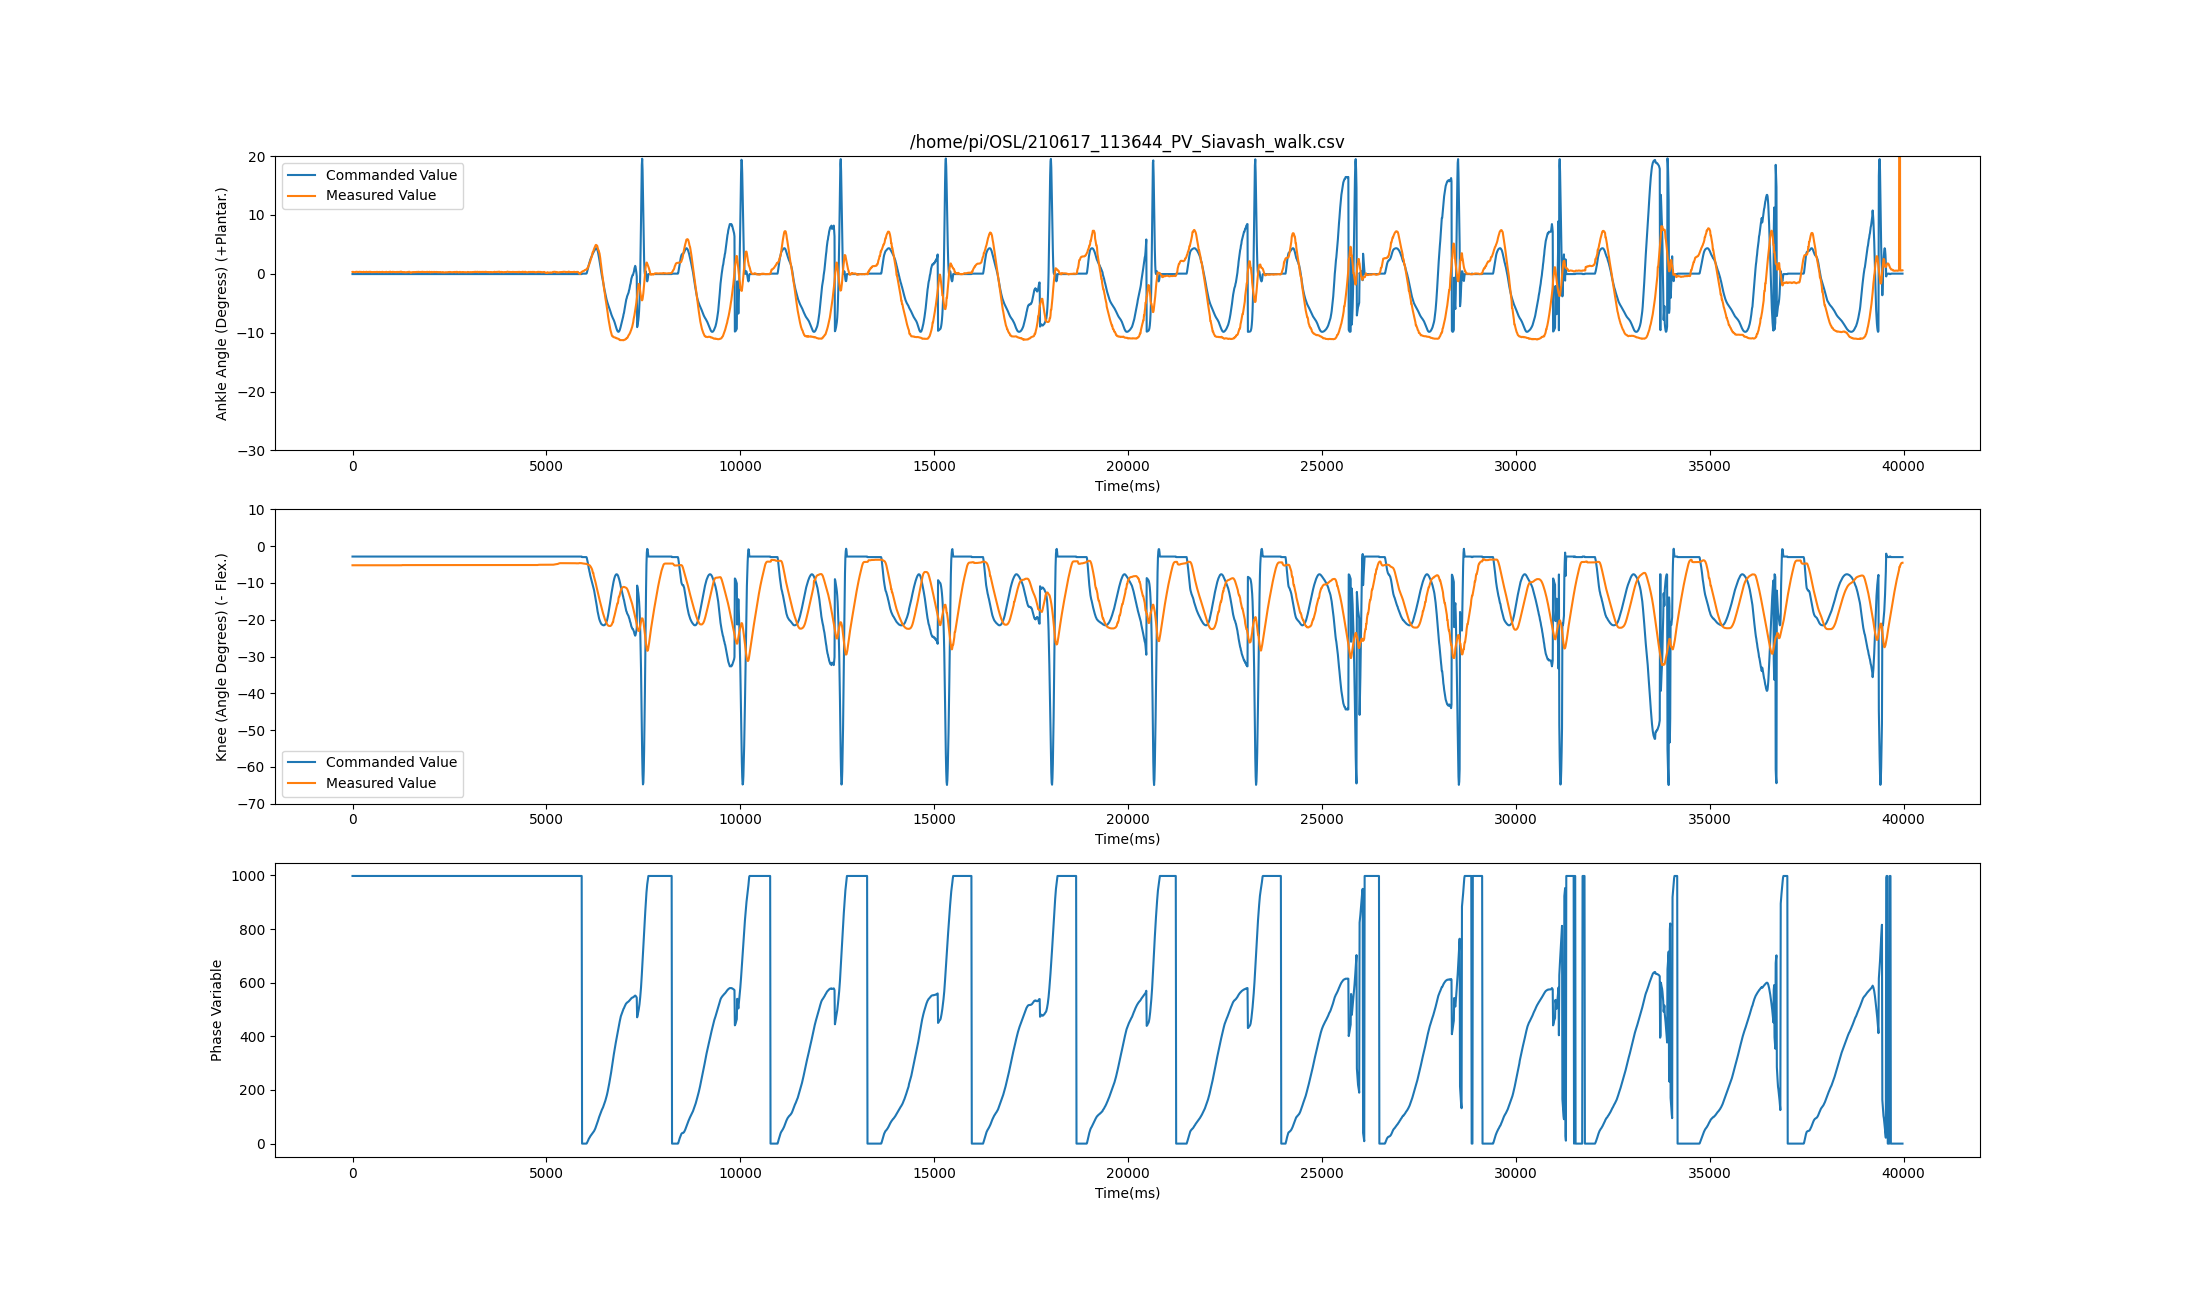 /home/pi/OSL/210617_113644_PV_Siavash_walk.csv
20
10
0
−10
−20
−30
Ankle Angle (Degress) (+Plantar.)
Commanded Value
Measured Value
0 5000 10000 15000 20000 25000 30000 35000 40000
Time(ms)
10
0
−10
−20
−30
−40
−50
−60
−70
Knee (Angle Degrees) (- Flex.)
Commanded Value
Measured Value
0 5000 10000 15000 20000 25000 30000 35000 40000
Time(ms)
1000
800
600
400
200
0
Phase Variable
0 5000 10000 15000 20000 25000 30000 35000 40000
Time(ms)